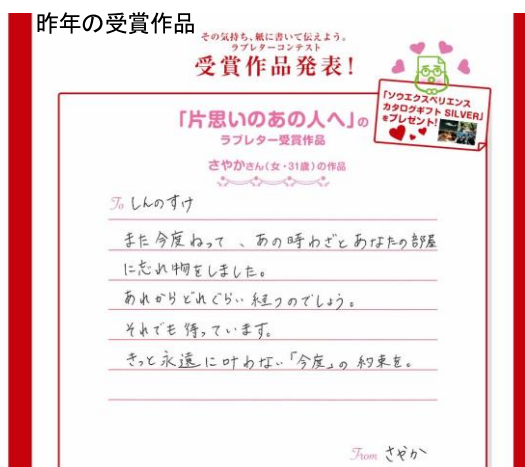 昨年の受賞作品
その気持ち、紙に書いて伝えよう。
ラブレターコンテスト
受賞作品発表!
「ソウエクスペリエンス
カタログギフト SILVER」
をプレゼント!
「片思いのあの人へ」の
ラブレター受賞作品
さやかさん(女・31歳)の作品
To しんのすけ
また今度ねって、あの時わざとあなたの部屋
に忘れ物をしました。
あれからどれぐらい経つのでしょう。
それでも待っています。
きっと永遠に叶わない「今度」の約束を。
From さやか